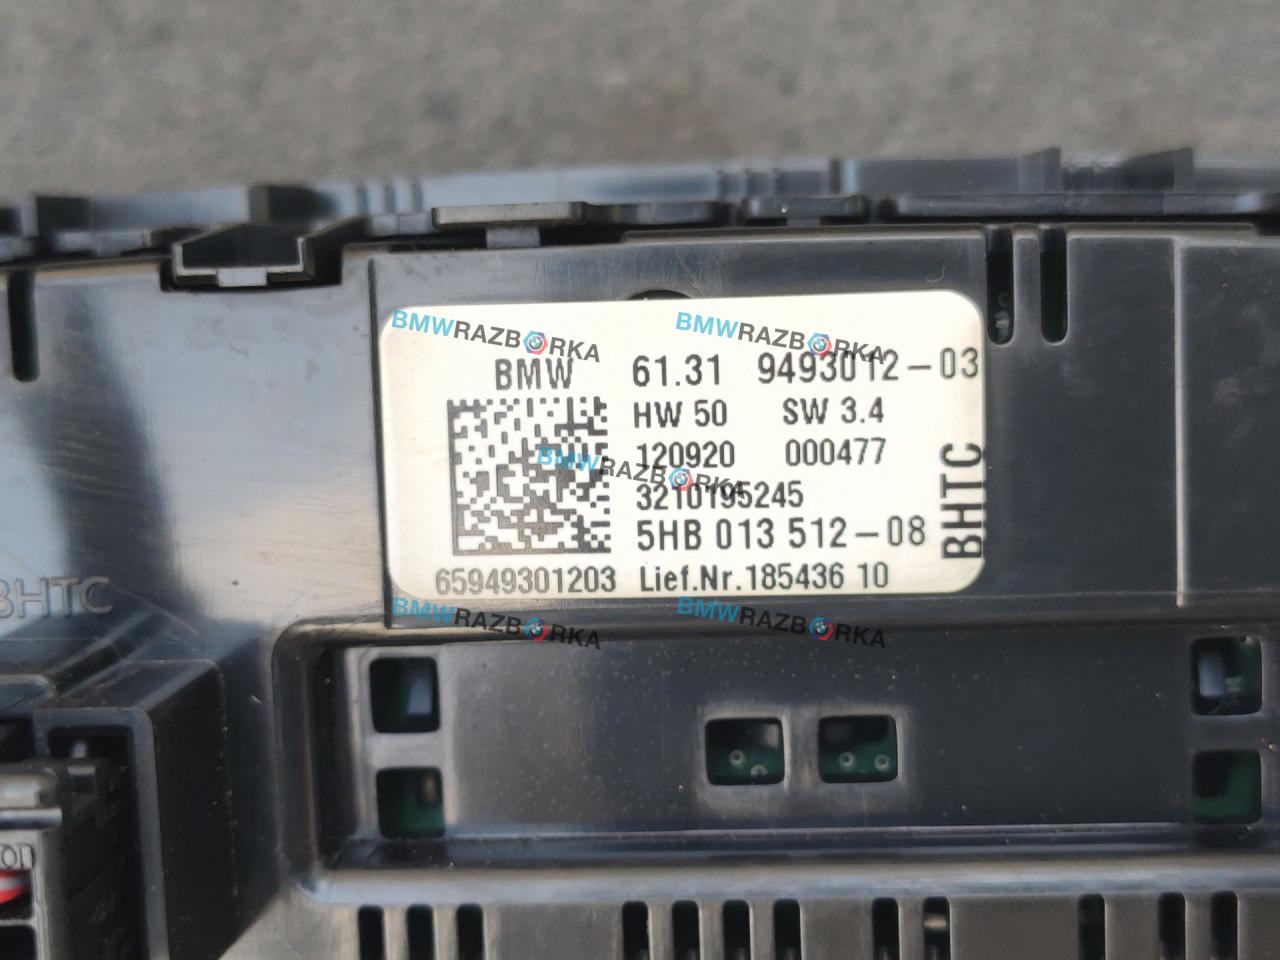 BMWRAZBORKA BMWRAZBORKA
BMW 61.31 9493012-03
HW 50 SW 3.4
120920 000477
BMWRAZBORKA
3210195245
5HB 013 512-08
BHTC
65949301203 Lief.Nr.185436 10
BHTC
BMWRAZBORKA BMWRAZBORKA